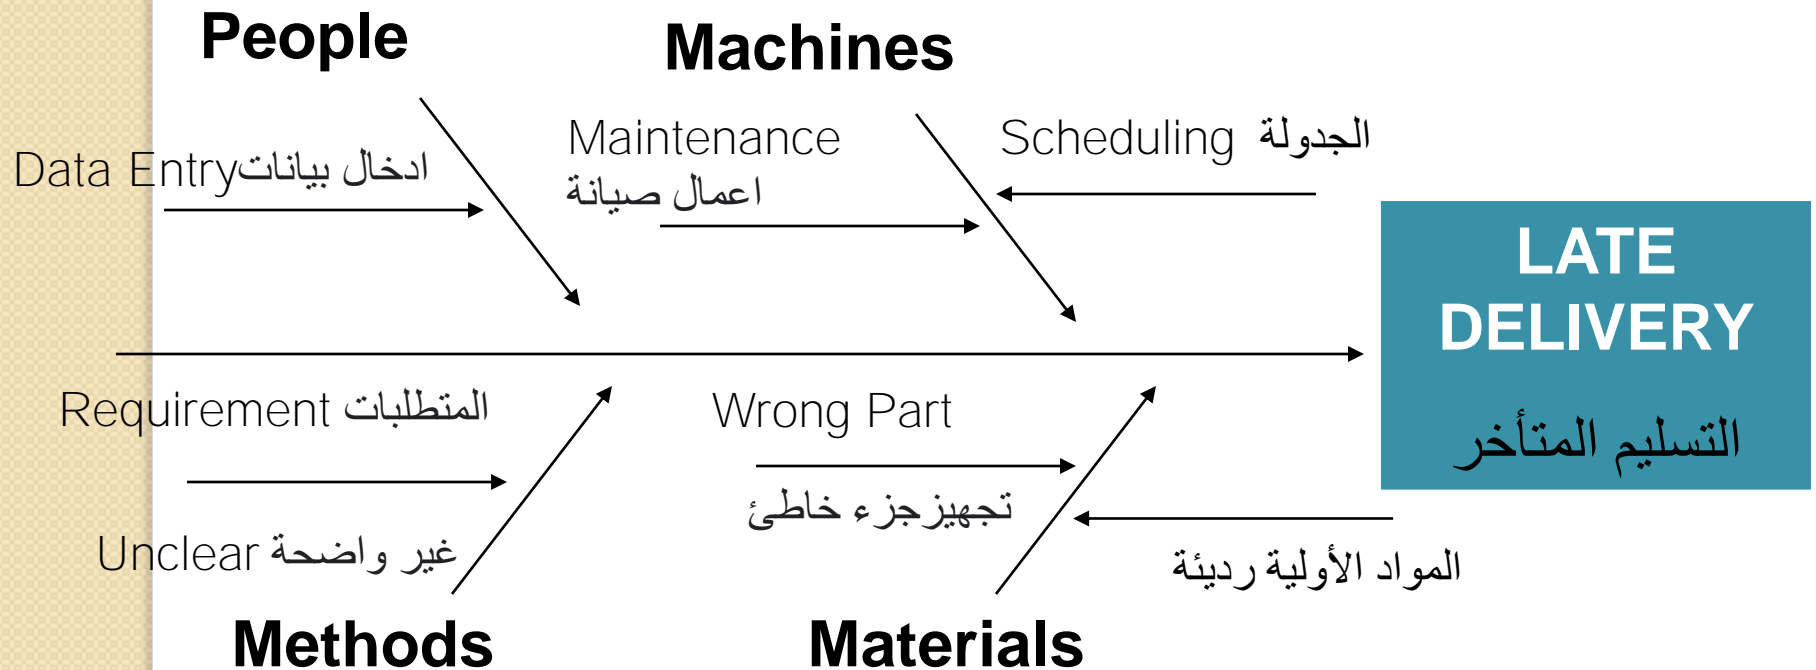 People
Machines
Data Entry ادخال بيانات
Maintenance
اعمال صيانة
Scheduling الجدولة
LATE
DELIVERY
التسليم المتأخر
Requirement المتطلبات
Unclear غير واضحة
Wrong Part
تجهيزجزء خاطئ
المواد الأولية رديئة
Methods
Materials